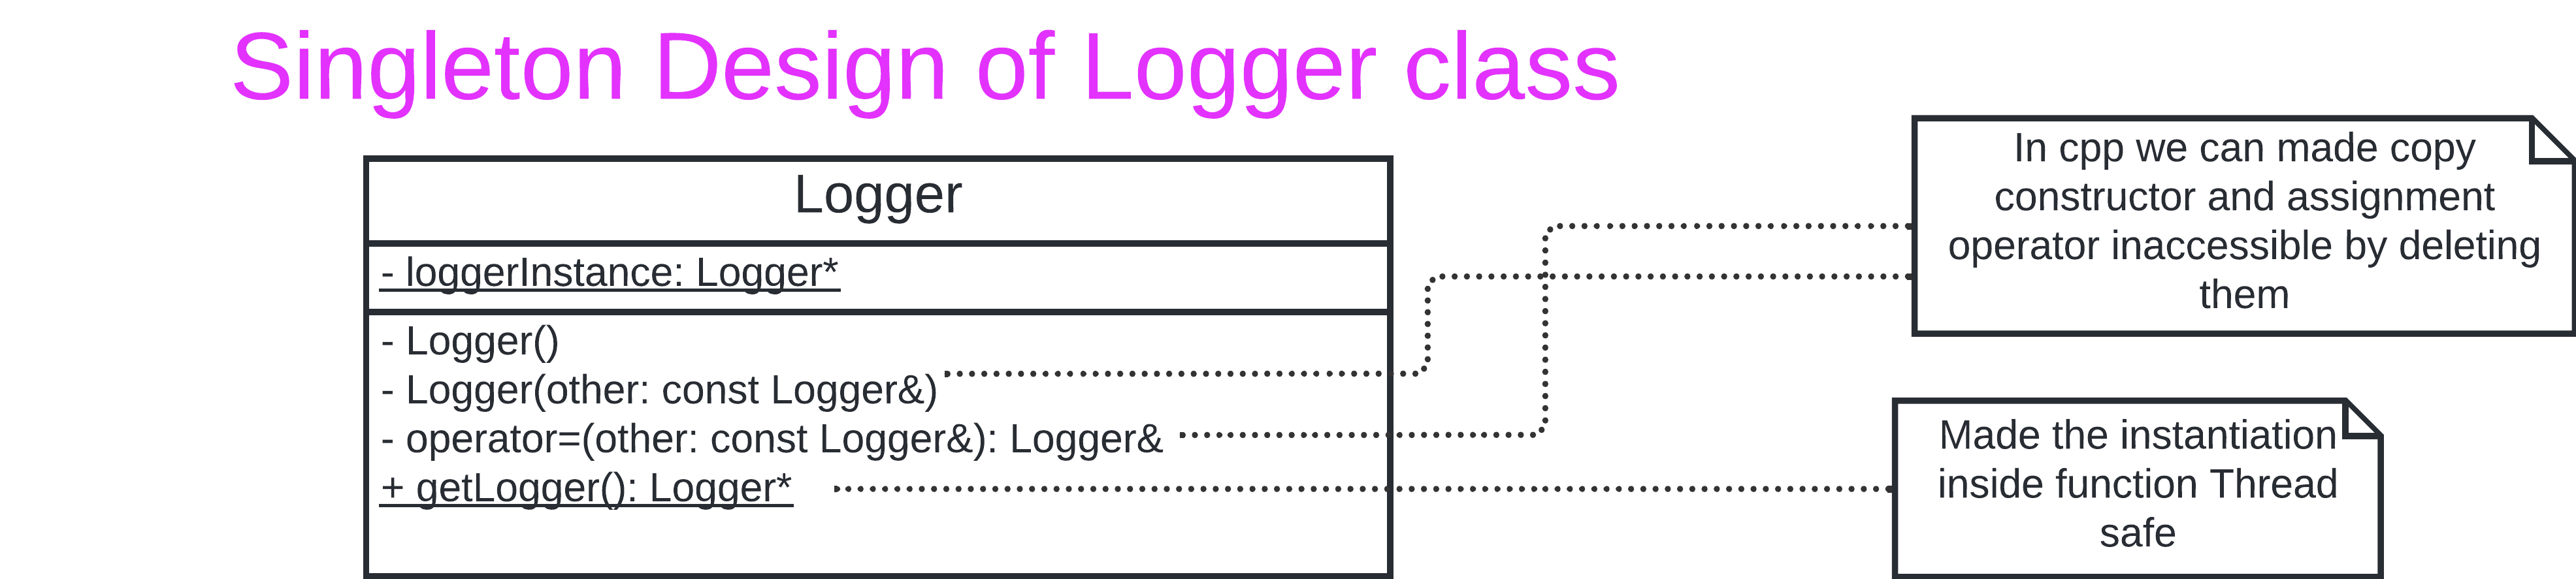 Singleton Design of Logger class
Logger
- loggerInstance: Logger*
- Logger()
- Logger(other: const Logger&)
- operator=(other: const Logger&): Logger&
+ getLogger(): Logger*
In cpp we can made copy
constructor and assignment
operator inaccessible by deleting
them
Made the instantiation
inside function Thread
safe